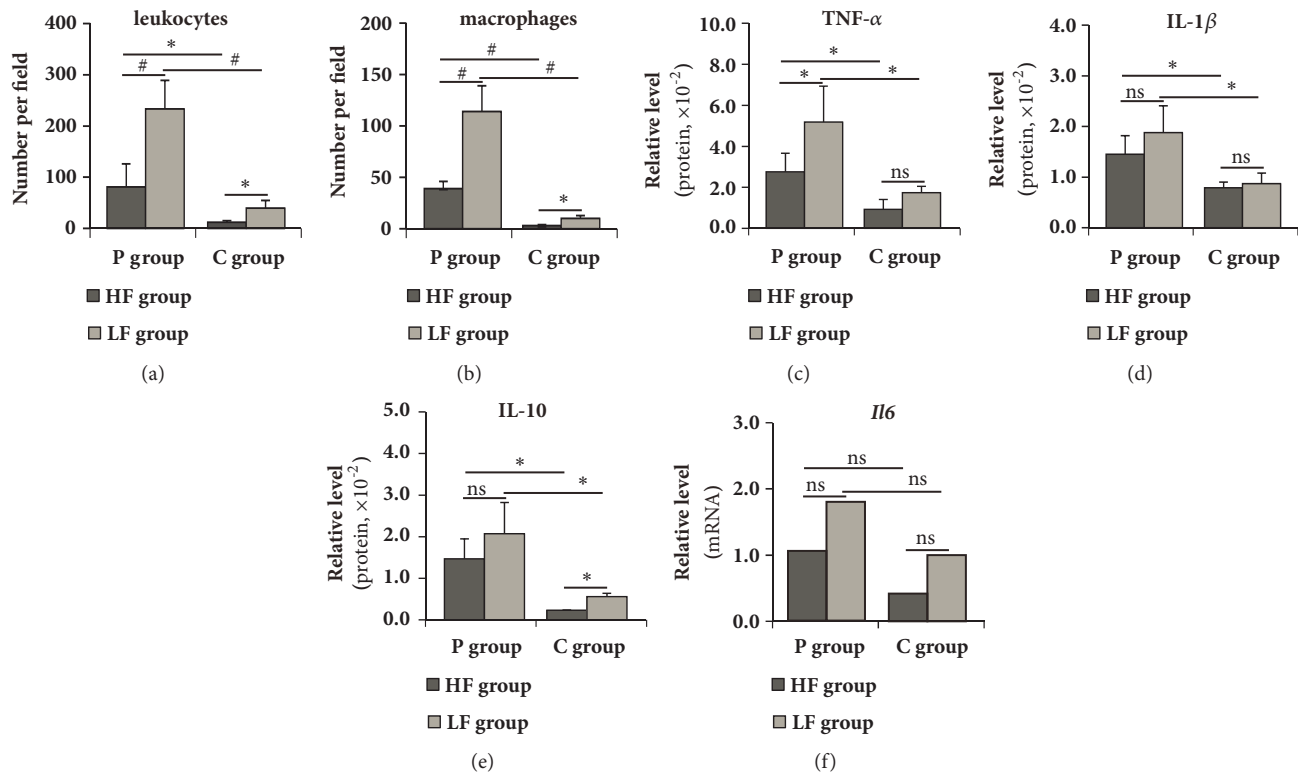 leukocytes
Number per field
400
300
200
100
0
*
#
#
*
P group
C group
HF group
LF group
(a)
macrophages
Number per field
200
150
100
50
0
#
#
#
*
P group
C group
HF group
LF group
(b)
TNF-α
Relative level
(protein, ×10⁻²)
10.0
8.0
6.0
4.0
2.0
0.0
*
*
*
ns
P group
C group
HF group
LF group
(c)
IL-1β
Relative level
(protein, ×10⁻²)
4.0
3.0
2.0
1.0
0.0
*
ns
*
ns
P group
C group
HF group
LF group
(d)
IL-10
Relative level
(protein, ×10⁻²)
5.0
4.0
3.0
2.0
1.0
0.0
*
ns
*
*
P group
C group
HF group
LF group
(e)
Il6
Relative level
(mRNA)
3.0
2.0
1.0
0.0
ns
ns
ns
ns
P group
C group
HF group
LF group
(f)